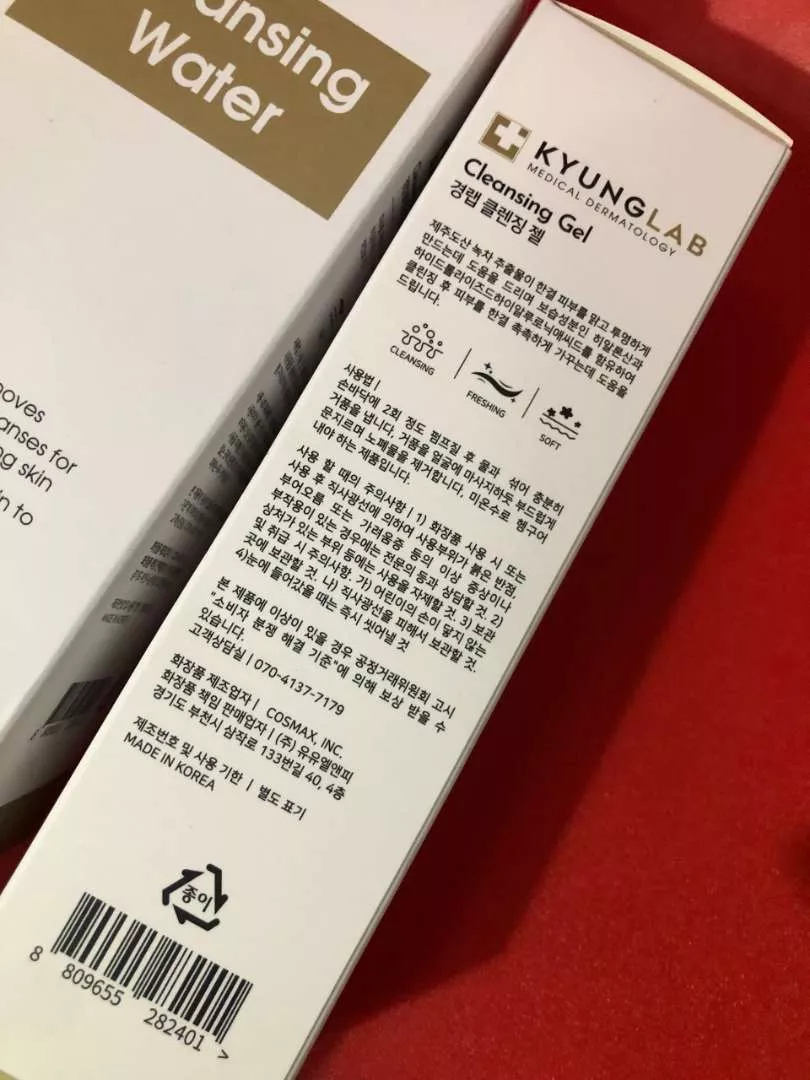 ansing
Water
oves
anses for
ng skin
n to
KYUNGLAB
MEDICAL DERMATOLOGY
Cleansing Gel
경랩 클렌징 젤
제주도산 녹차 추출물이 한결 피부를 맑고 투명하게
만드는데 도움을 드리며 보습성분인 히알론산과
하이드롤라이즈드하이알루로닉애씨드를 함유하여
클린징 후 피부를 한결 촉촉하게 가꾸는데 도움을
드립니다.
CLEANSING
FRESHING
SOFT
사용법 |
손바닥에 2회 정도 펌프질 후 물과 섞어 충분히
거품을 냅니다, 거품을 얼굴에 마사지하듯 부드럽게
문지르며 노폐물을 제거합니다, 미온수로 헹구어
내야 하는 제품입니다.
사용 할 때의 주의사항 | 1) 화장품 사용 시 또는
사용 후 직사광선에 의하여 사용부위가 붉은 반점,
부어오름 또는 가려움증 등의 이상 증상이나
부작용이 있는 경우에는 전문의 등과 상담할 것. 2)
상처가 있는 부위 등에는 사용을 자제할 것. 3) 보관
및 취급 시 주의사항. 가) 어린이의 손이 닿지 않는
곳에 보관할 것. 나) 직사광선을 피해서 보관할 것.
4)눈에 들어갔을 때는 즉시 씻어낼 것
본 제품에 이상이 있을 경우 공정거래위원회 고시
"소비자 분쟁 해결 기준"에 의해 보상 받을 수
있습니다.
고객상담실 | 070-4137-7179
화장품 제조업자 | COSMAX, INC.
화장품 책임 판매업자 | (주) 유유엘앤피
경기도 부천시 삼작로 133번길 40, 4층
제조번호 및 사용 기한 | 별도 표기
MADE IN KOREA
종이
8 809655 282401 >